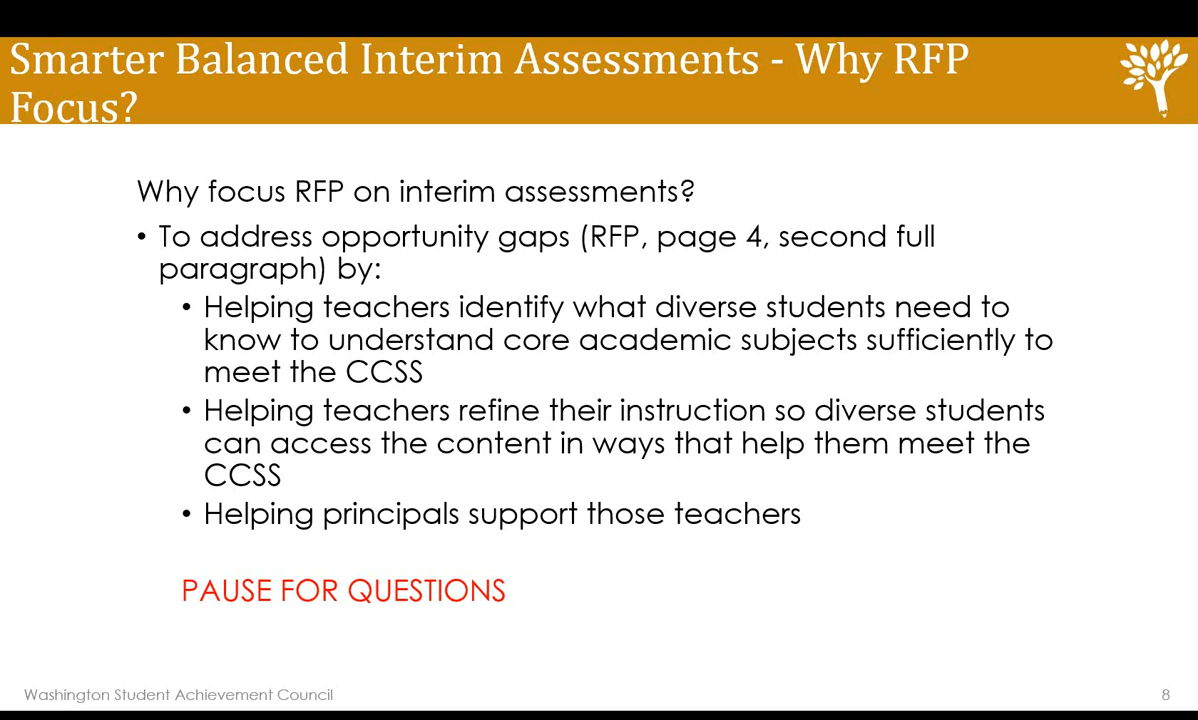 Smarter Balanced Interim Assessments - Why RFP
Focus?
Why focus RFP on interim assessments?
• To address opportunity gaps (RFP, page 4, second full
paragraph) by:
• Helping teachers identify what diverse students need to
know to understand core academic subjects sufficiently to
meet the CCSS
• Helping teachers refine their instruction so diverse students
can access the content in ways that help them meet the
CCSS
• Helping principals support those teachers
PAUSE FOR QUESTIONS
Washington Student Achievement Council
8